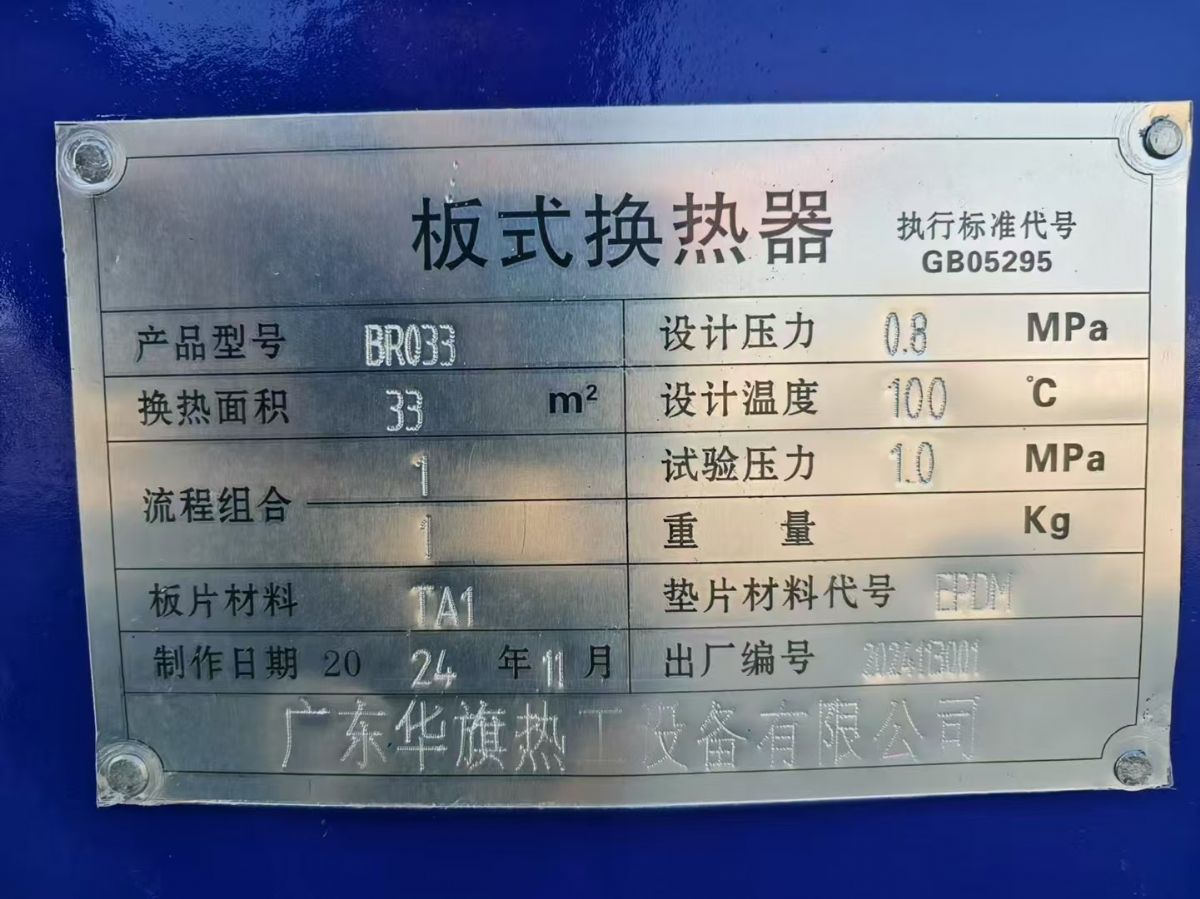 板式换热器
执行标准代号
GB05295
产品型号 BR033
设计压力 0.8 MPa
换热面积 33 m²
设计温度 100 ℃
流程组合 1
1
试验压力 1.0 MPa
重 量 Kg
板片材料 TA1
垫片材料代号 EPDM
制作日期 20 24 年 11 月
出厂编号
广东华旗热工设备有限公司